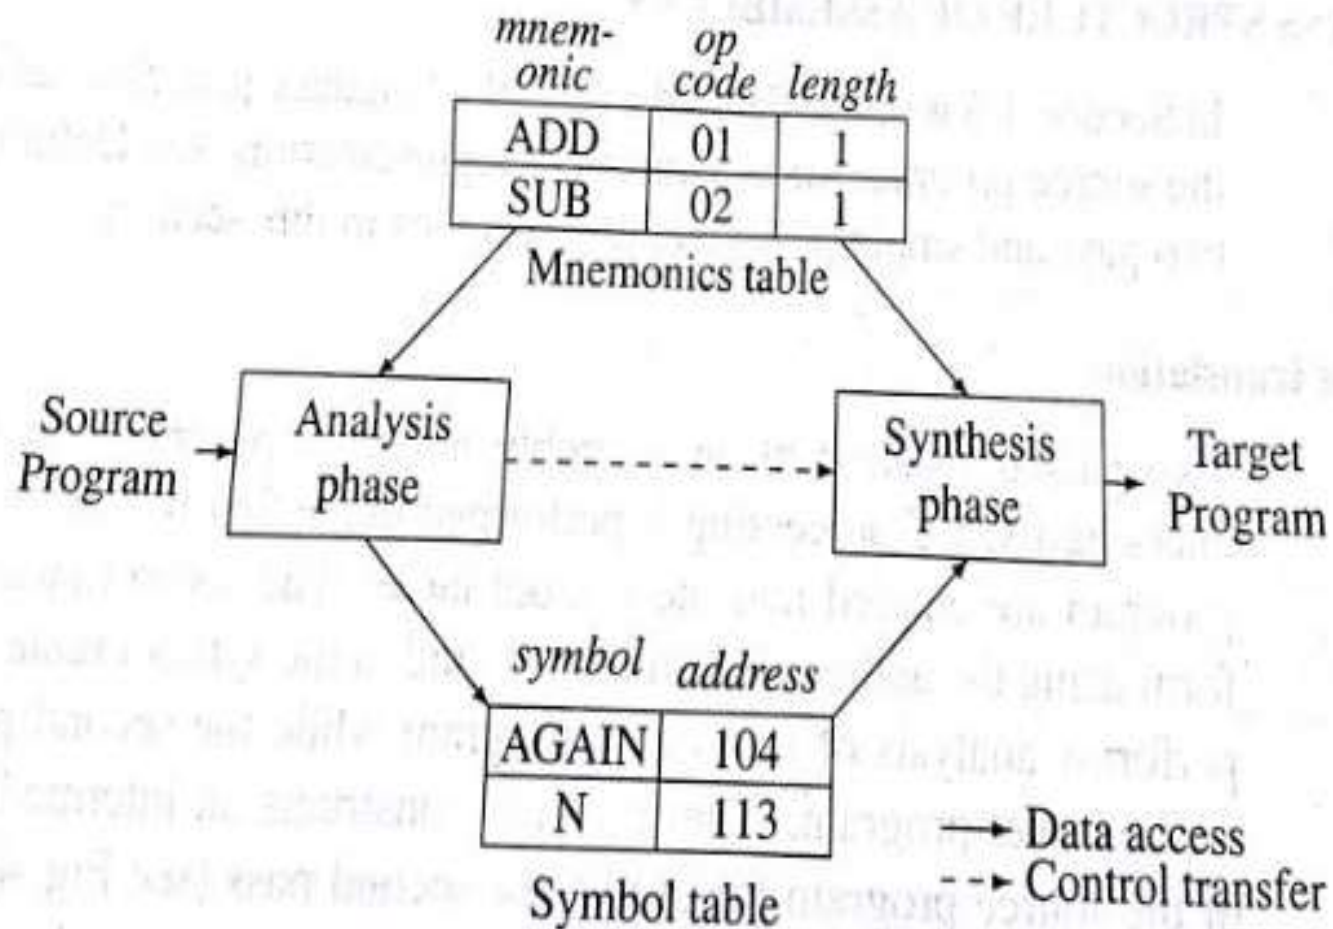 mnem-
onic
op
code
length
ADD 01 1
SUB 02 1
Mnemonics table
Source
Program
Analysis
phase
Synthesis
phase
Target
Program
symbol address
AGAIN 104
N 113
Symbol table
Data access
Control transfer